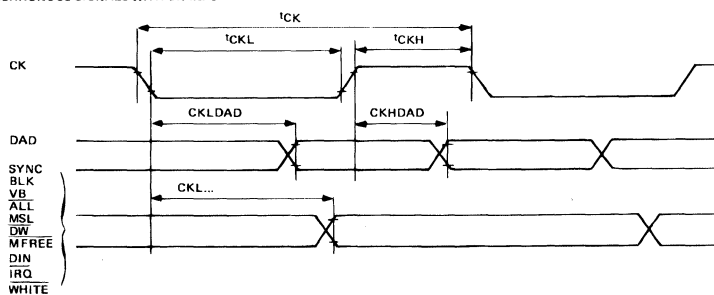 tCK
tCKL
tCKH
CK
CKLDAD
CKHDAD
DAD
SYNC
BLK
VB
ALL
CKL...
MSL
DW
MFREE
DIN
IRQ
WHITE